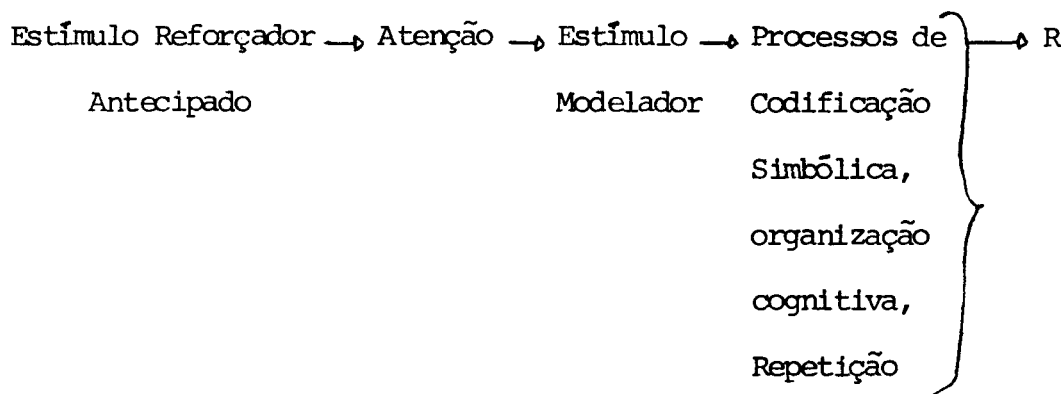 Estímulo Reforçador → Atenção → Estímulo → Processos de → R
Antecipado Modelador Codificação
Simbólica,
organização
cognitiva,
Repetição